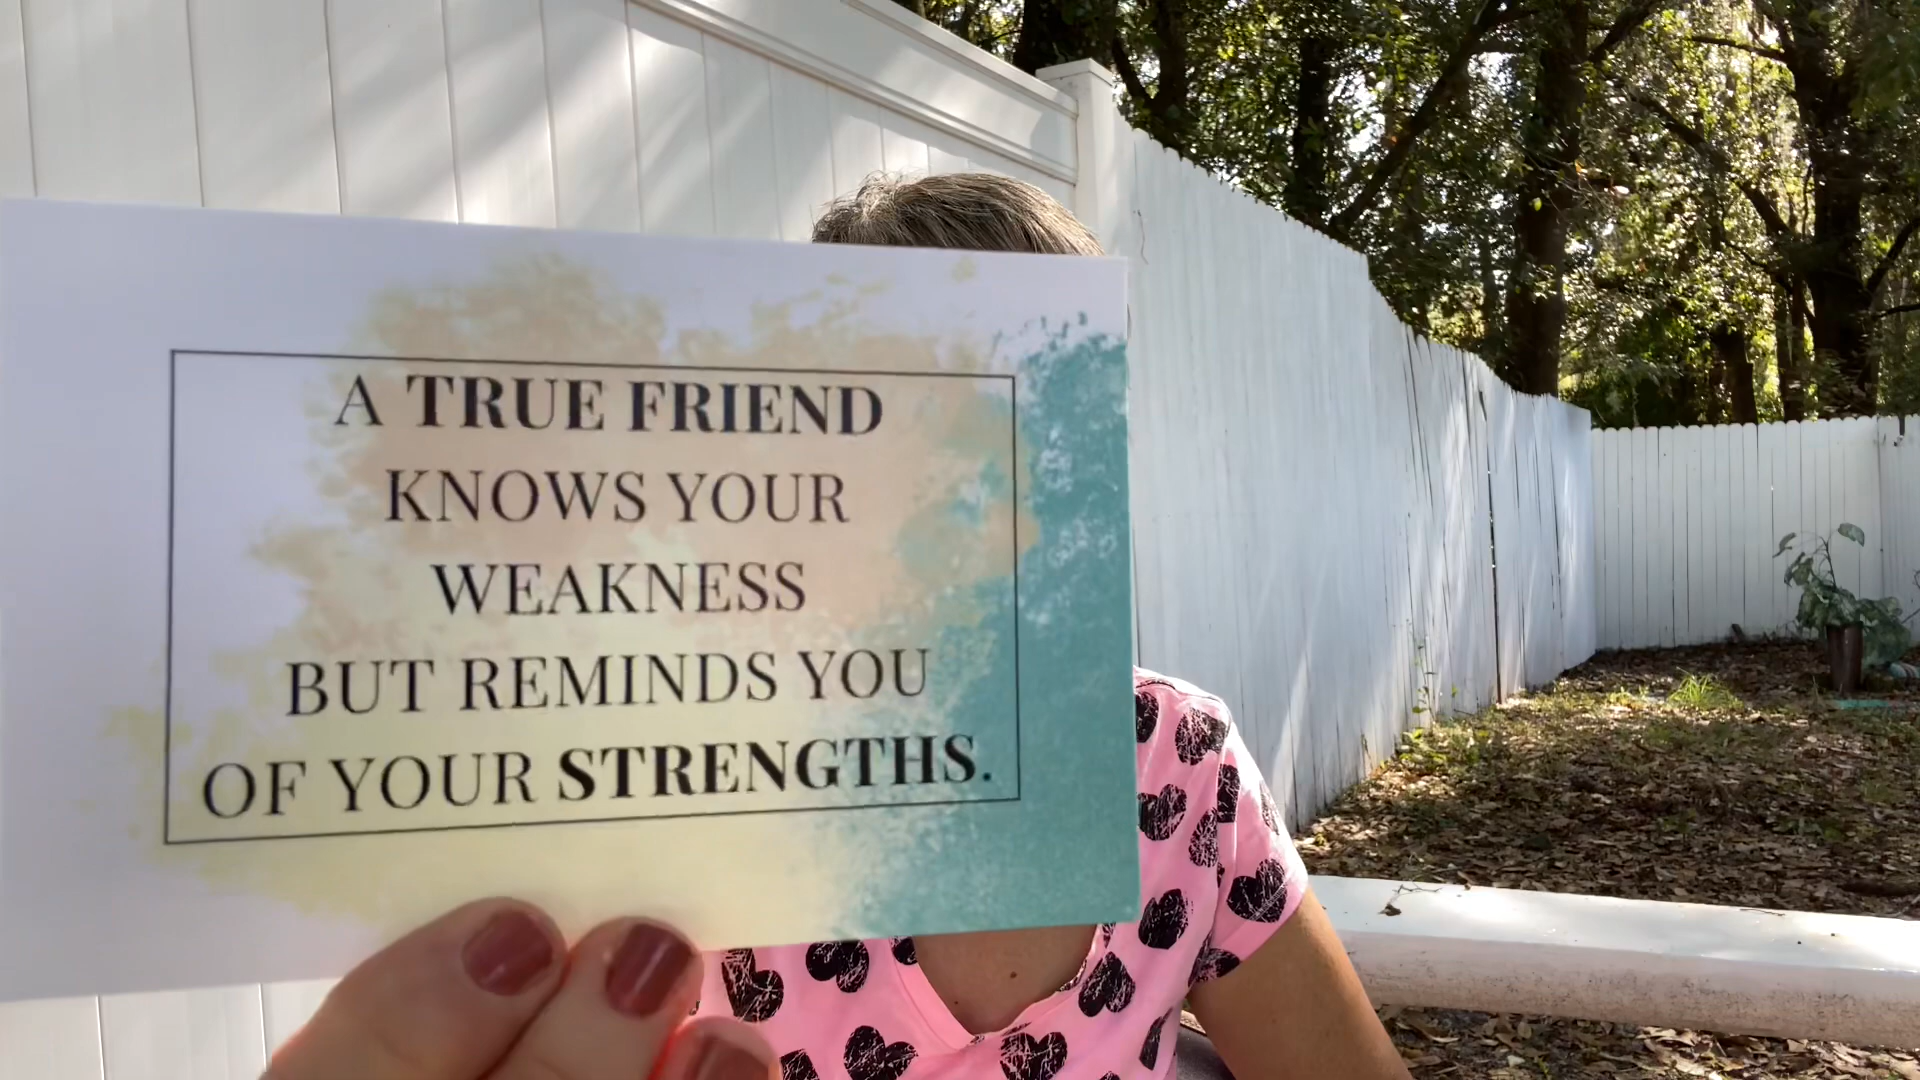 A TRUE FRIEND
KNOWS YOUR
WEAKNESS
BUT REMINDS YOU
OF YOUR STRENGTHS.